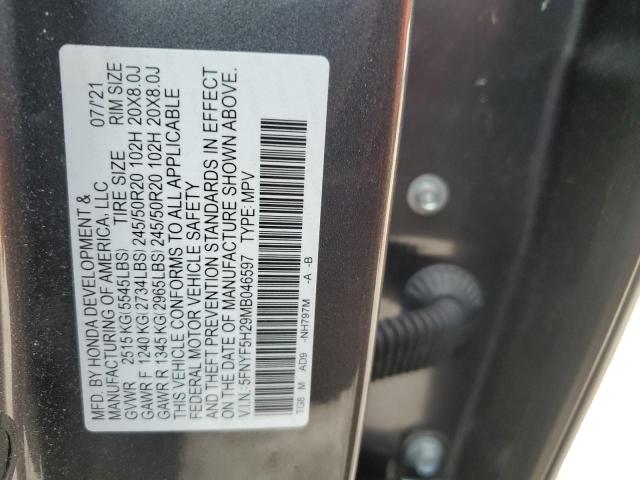 MFD. BY HONDA DEVELOPMENT &
MANUFACTURING OF AMERICA, LLC 07/'21
TIRE SIZE RIM SIZE
GVWR 2515 KG(5545LBS)
GAWR F 1240 KG(2734LBS) 245/50R20 102H 20X8.0J
GAWR R 1345 KG(2965LBS) 245/50R20 102H 20X8.0J
THIS VEHICLE CONFORMS TO ALL APPLICABLE
FEDERAL MOTOR VEHICLE SAFETY
AND THEFT PREVENTION STANDARDS IN EFFECT
ON THE DATE OF MANUFACTURE SHOWN ABOVE.
V.I.N.:5FNYF5H29MB046597 TYPE:MPV
TG8 M AD9 -NH797M -A -B